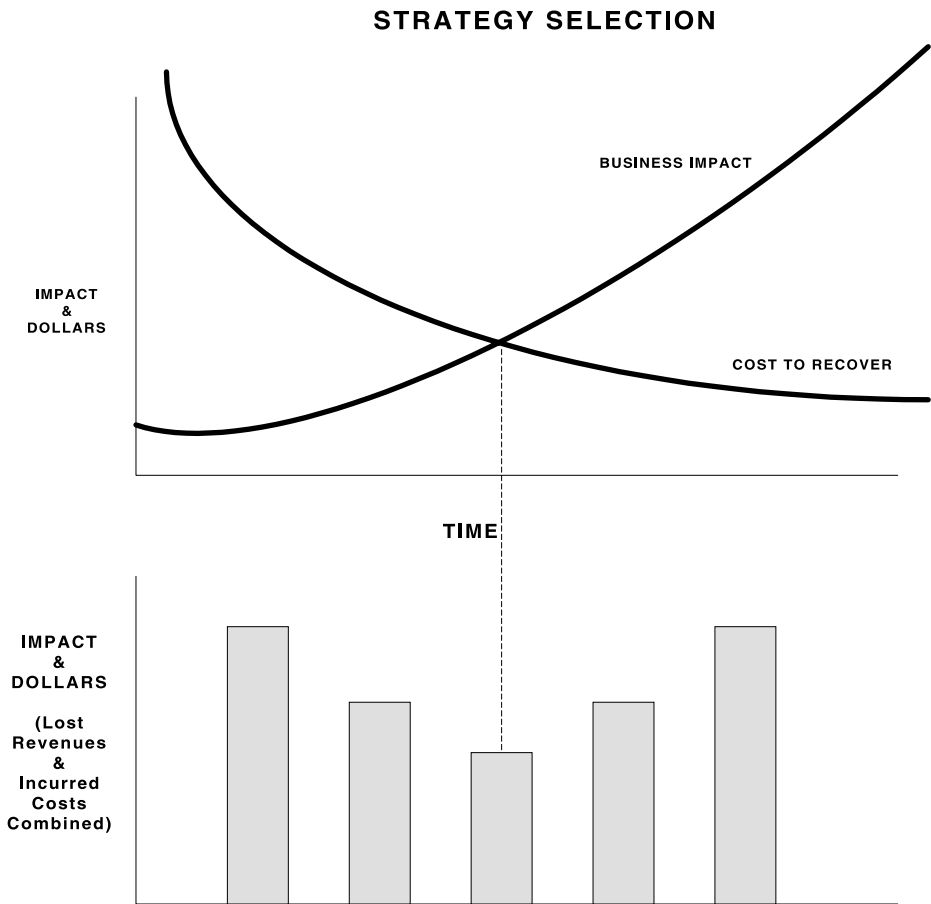 STRATEGY SELECTION
BUSINESS IMPACT
IMPACT
&
DOLLARS
COST TO RECOVER
TIME
IMPACT
&
DOLLARS
(Lost
Revenues
&
Incurred
Costs
Combined)